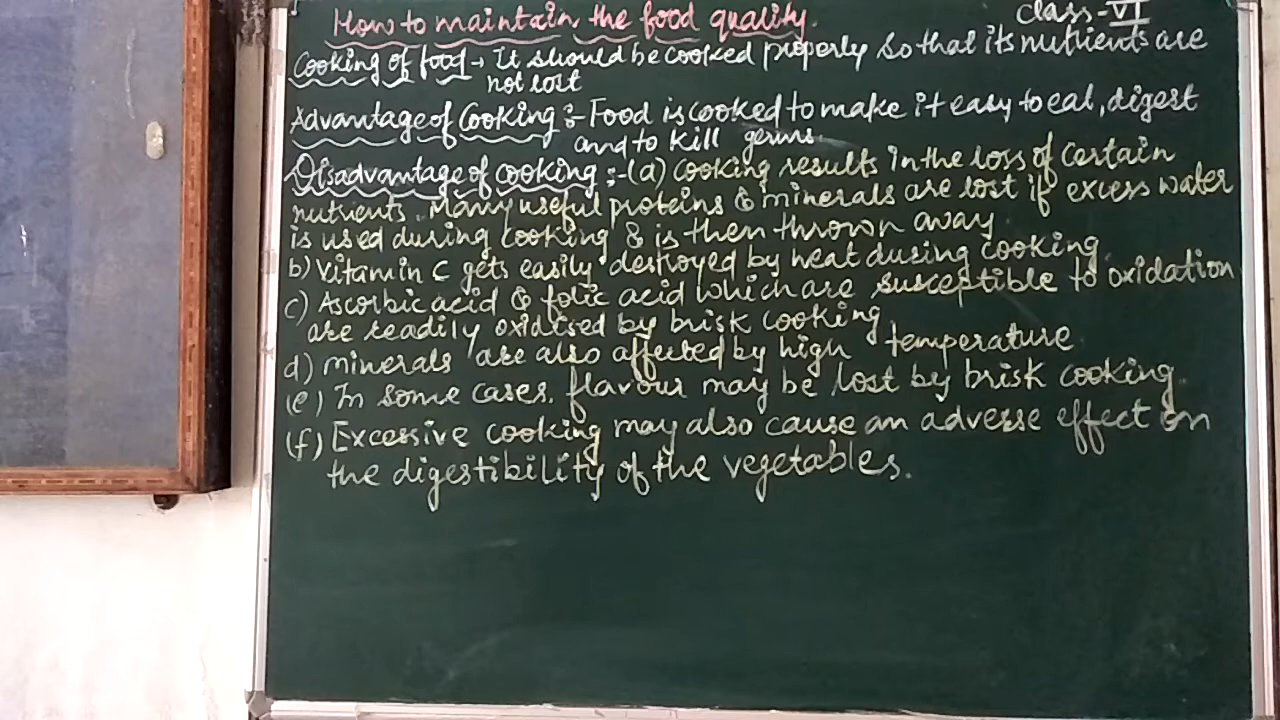 How to maintain the food quality.
Class-VI
Cooking of food → It should be cooked properly so that its nutrients are
not lost
Advantage of Cooking :- Food is cooked to make it easy to eat, digest
and to kill germs.
Disadvantage of cooking :- (a) Cooking results in the loss of certain
nutrients. Many useful proteins & minerals are lost if excess water
is used during cooking & is then thrown away.
b) Vitamin C gets easily destroyed by heat during cooking.
c) Ascorbic acid & folic acid which are susceptible to oxidation
are readily oxidised by brisk cooking
d) minerals are also affected by high temperature.
(e) In some cases, flavour may be lost by brisk cooking.
(f) Excessive cooking may also cause an adverse effect on
the digestibility of the vegetables.